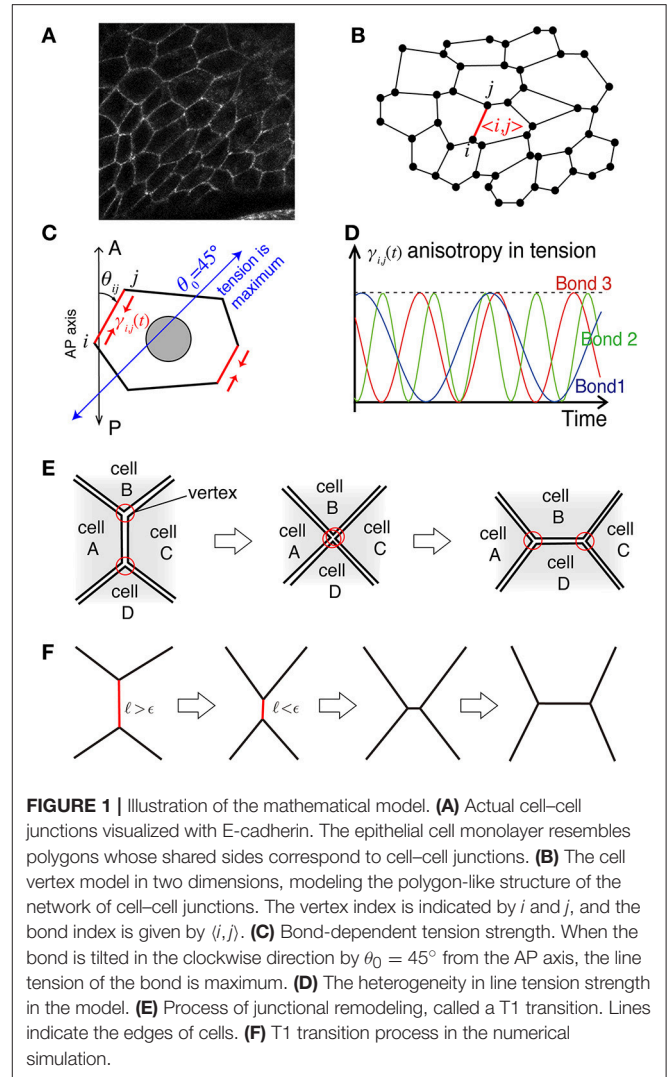 A
B
j
<i,j>
i
C
A
θij
j
θ0=45°
tension is
maximum
AP axis
γi,j(t)
i
P
D
γi,j(t) anisotropy in tension
Bond 3
Bond 2
Bond1
Time
E
cell
B
vertex
cell
A
cell
C
cell
D
cell
B
cell
A
cell
C
cell
D
cell
B
cell
A
cell
C
cell
D
F
ℓ>ϵ
ℓ<ϵ
FIGURE 1 | Illustration of the mathematical model. (A) Actual cell–cell
junctions visualized with E-cadherin. The epithelial cell monolayer resembles
polygons whose shared sides correspond to cell–cell junctions. (B) The cell
vertex model in two dimensions, modeling the polygon-like structure of the
network of cell–cell junctions. The vertex index is indicated by i and j, and the
bond index is given by ⟨i, j⟩. (C) Bond-dependent tension strength. When the
bond is tilted in the clockwise direction by θ0 = 45° from the AP axis, the line
tension of the bond is maximum. (D) The heterogeneity in line tension strength
in the model. (E) Process of junctional remodeling, called a T1 transition. Lines
indicate the edges of cells. (F) T1 transition process in the numerical
simulation.